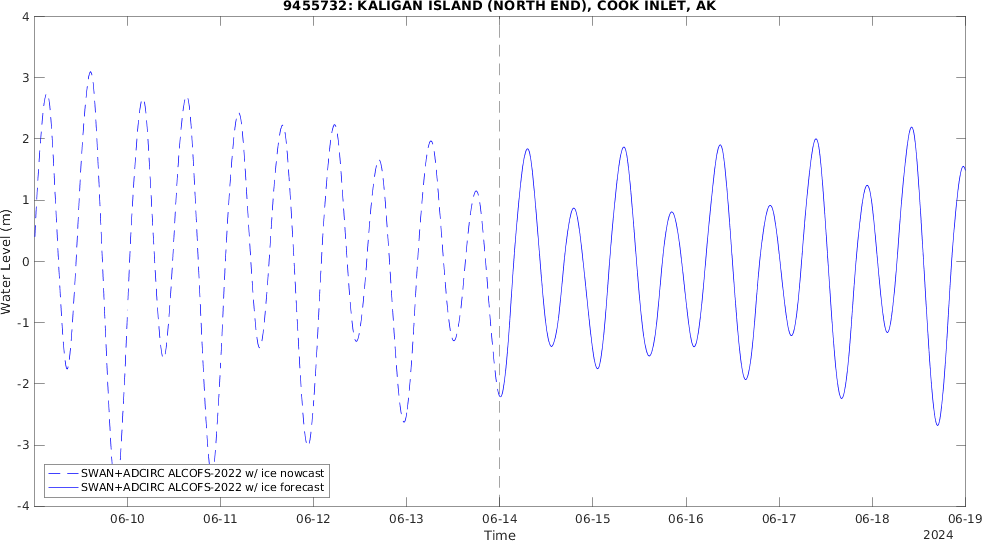 9455732: KALIGAN ISLAND (NORTH END), COOK INLET, AK
Water Level (m)
4
3
2
1
0
-1
-2
-3
-4
SWAN+ADCIRC ALCOFS-2022 w/ ice nowcast
SWAN+ADCIRC ALCOFS-2022 w/ ice forecast
06-10 06-11 06-12 06-13 06-14 06-15 06-16 06-17 06-18 06-19
Time
2024